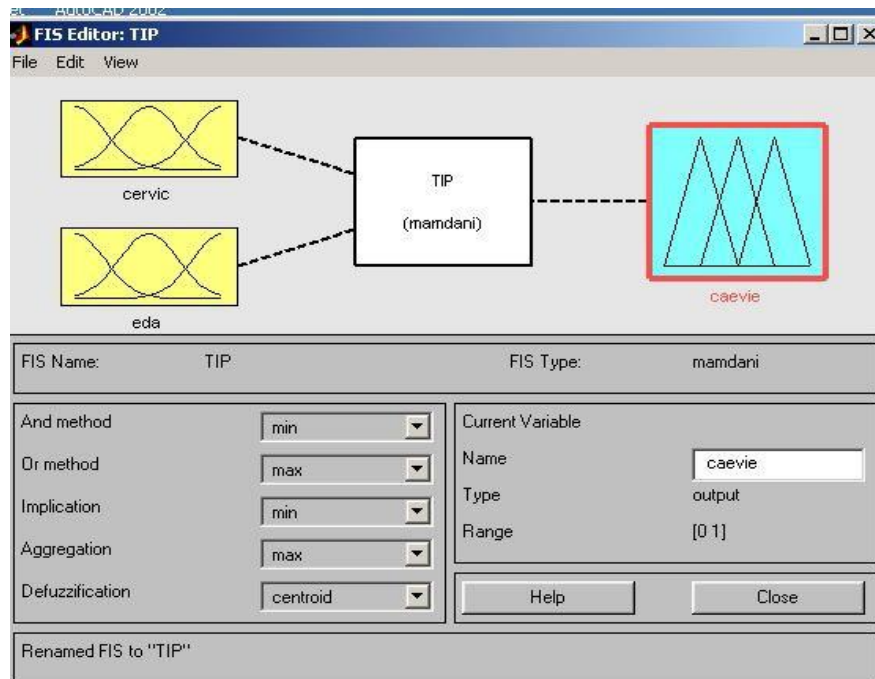 AutoCAD 2002
FIS Editor: TIP
File Edit View
cervic
eda
TIP
(mamdani)
caevie
FIS Name: TIP FIS Type: mamdani
And method min
Or method max
Implication min
Aggregation max
Defuzzification centroid
Current Variable
Name caevie
Type output
Range [0 1]
Help Close
Renamed FIS to "TIP"